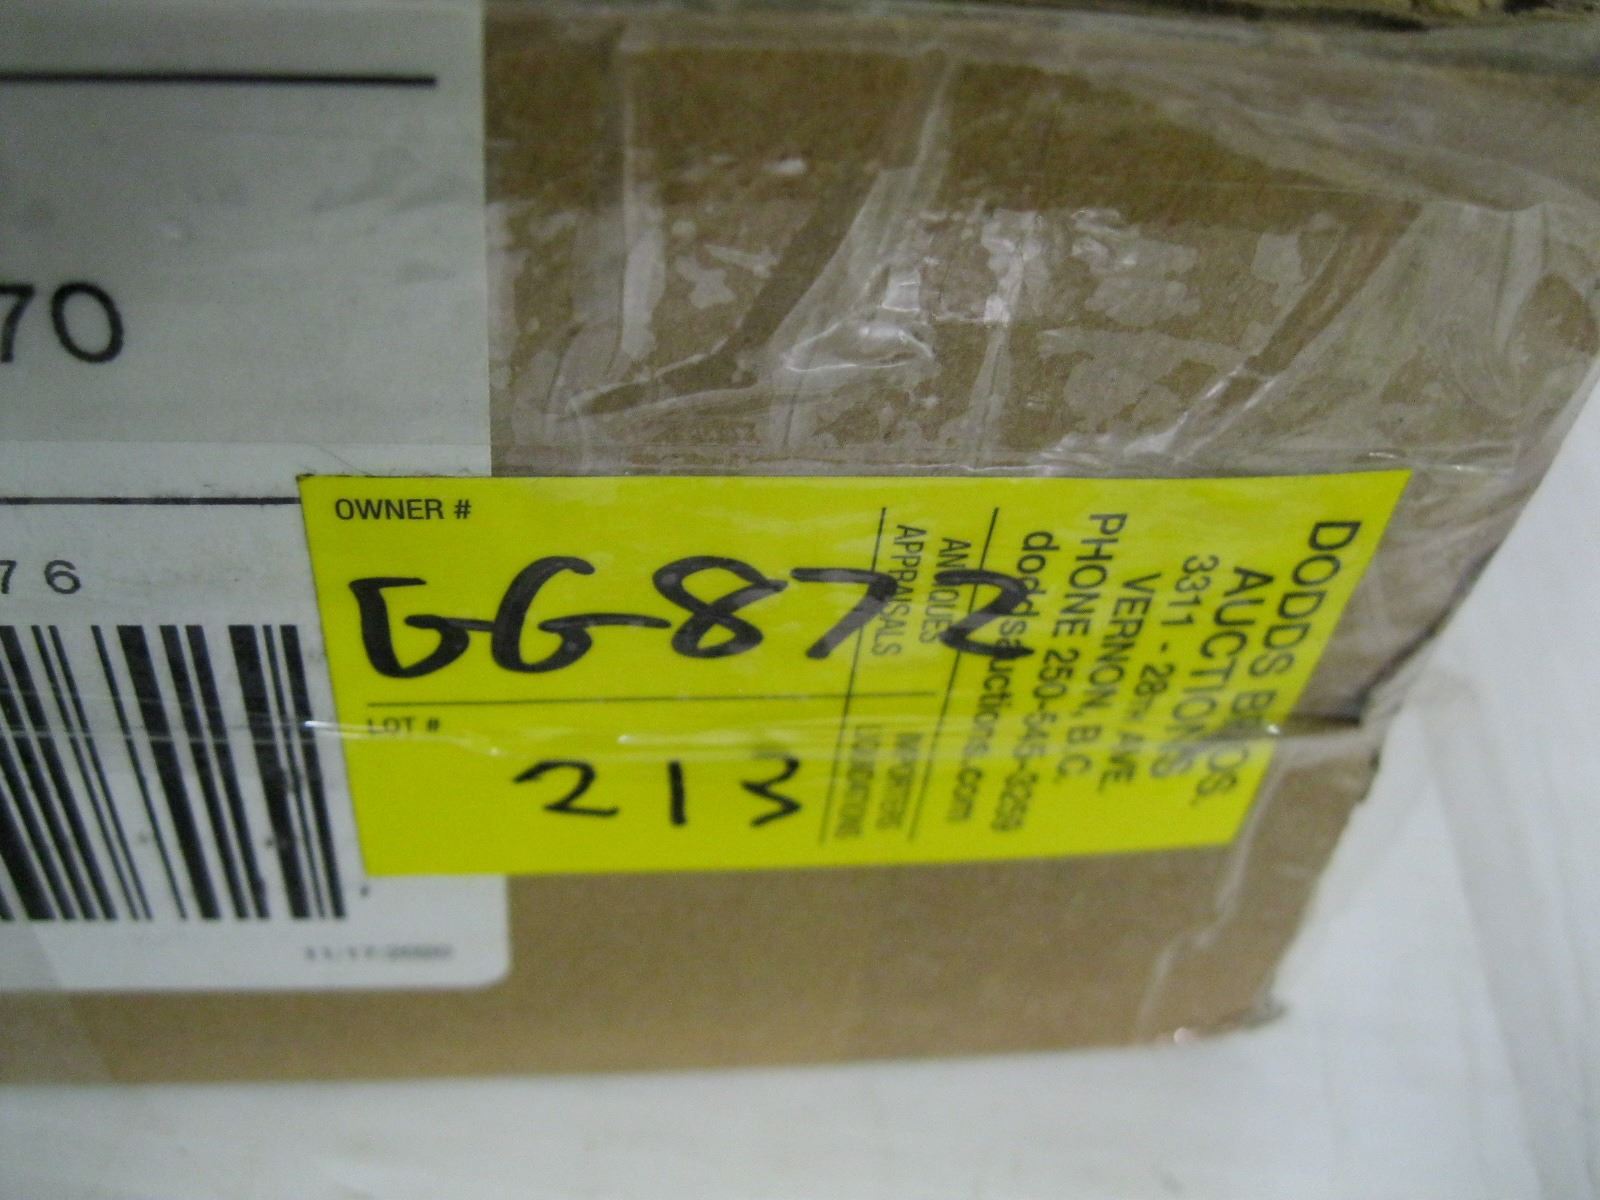 70
76
OWNER #
GG-872
LOT #
213
DODDS BROS.
AUCTIONS
3311 - 28TH AVE.
VERNON, B.C.
PHONE 250-545-3259
doddsauctions.com
ANTIQUES IMPORTERS
APPRAISALS LIQUIDATIONS